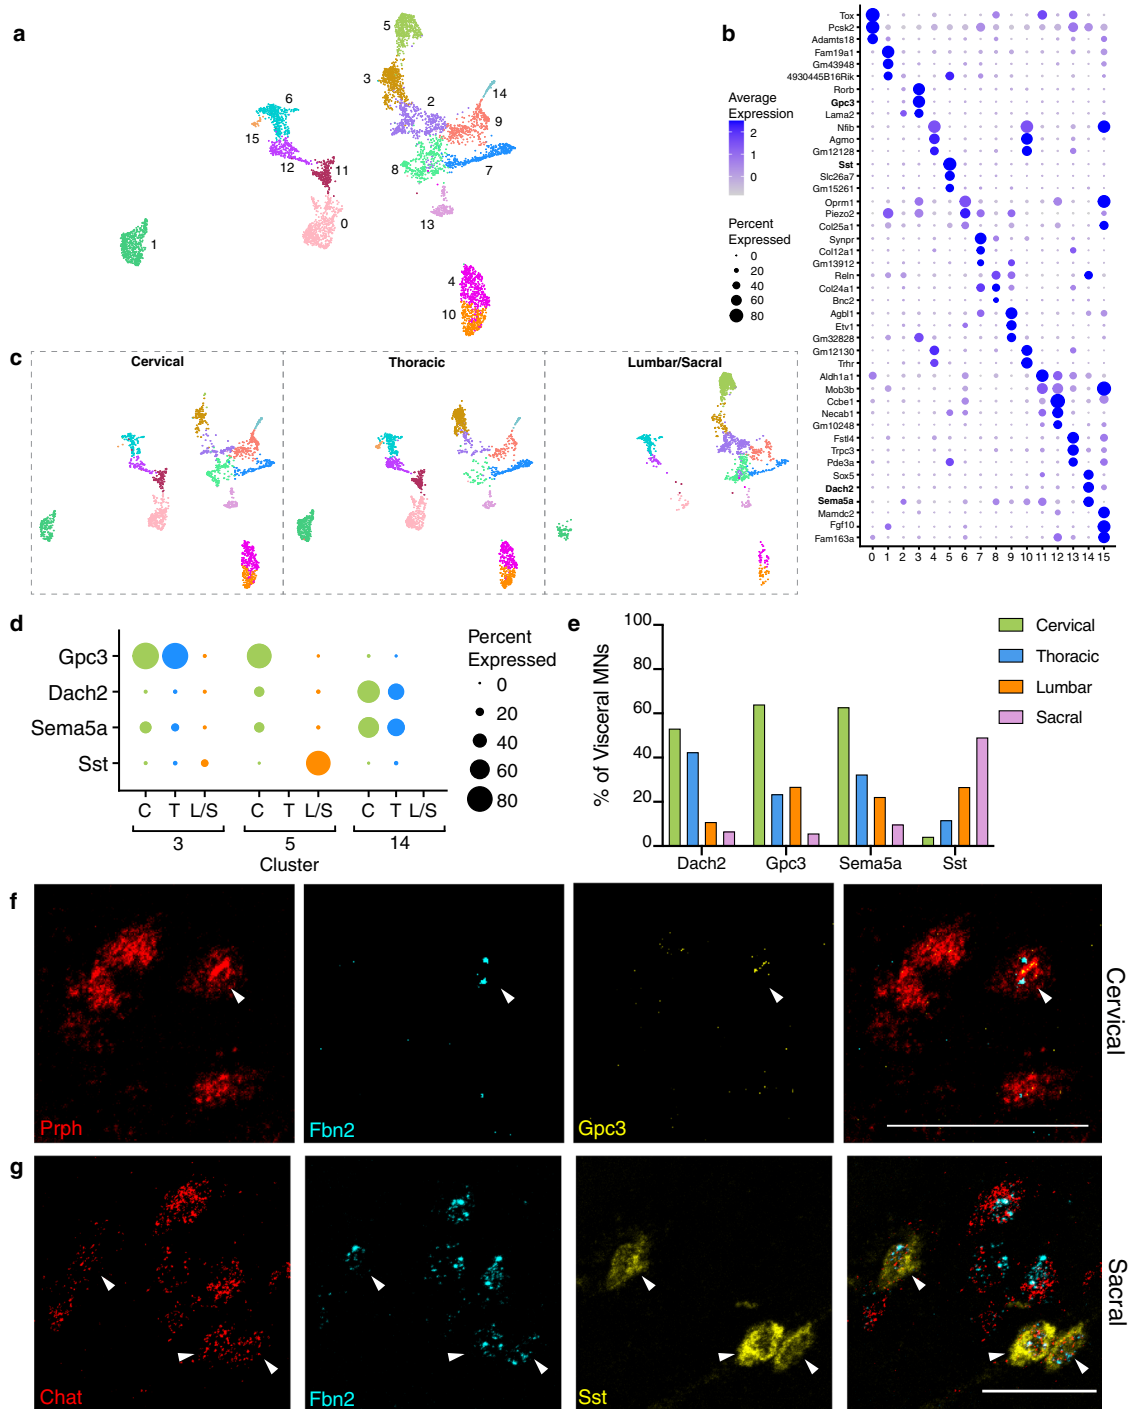 a
5
3
2
14
9
6
15
12
11
8
7
0
13
1
4
10
b
Average
Expression
2
1
0
Percent
Expressed
0
20
40
60
80
Tox
Pcsk2
Adamts18
Fam19a1
Gm43948
4930445B16Rik
Rorb
Gpc3
Lama2
Nfib
Agmo
Gm12128
Sst
Slc26a7
Gm15261
Oprm1
Piezo2
Col25a1
Synpr
Col12a1
Gm13912
Reln
Col24a1
Bnc2
Agbl1
Etv1
Gm32828
Gm12130
Trhr
Aldh1a1
Mob3b
Ccbe1
Necab1
Gm10248
Fstl4
Trpc3
Pde3a
Sox5
Dach2
Sema5a
Mamdc2
Fgf10
Fam163a
0 1 2 3 4 5 6 7 8 9 10 11 12 13 14 15
c
Cervical
Thoracic
Lumbar/Sacral
d
Gpc3
Dach2
Sema5a
Sst
C T L/S C T L/S C T L/S
3 5 14
Cluster
Percent
Expressed
0
20
40
60
80
e
% of Visceral MNs
100
80
60
40
20
0
Dach2 Gpc3 Sema5a Sst
Cervical
Thoracic
Lumbar
Sacral
f
Prph
Fbn2
Gpc3
Cervical
g
Chat
Fbn2
Sst
Sacral